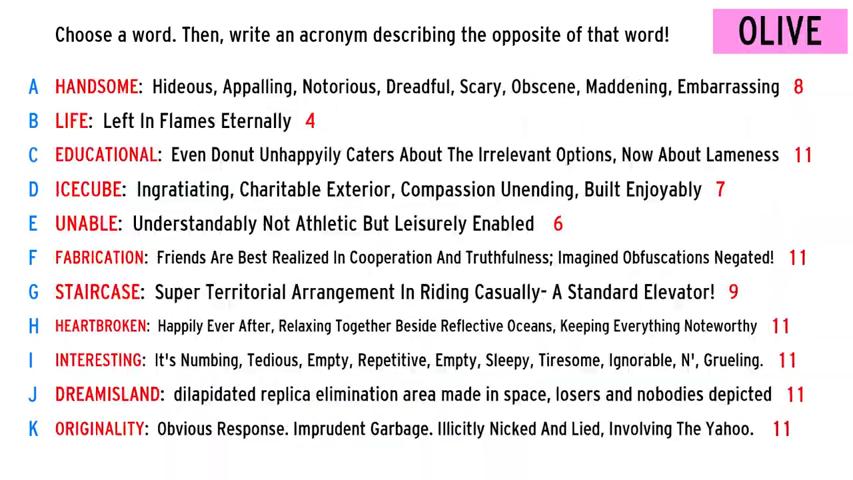 Choose a word. Then, write an acronym describing the opposite of that word!
OLIVE
A HANDSOME: Hideous, Appalling, Notorious, Dreadful, Scary, Obscene, Maddening, Embarrassing 8
B LIFE: Left In Flames Eternally 4
C EDUCATIONAL: Even Donut Unhappyily Caters About The Irrelevant Options, Now About Lameness 11
D ICECUBE: Ingratiating, Charitable Exterior, Compassion Unending, Built Enjoyably 7
E UNABLE: Understandably Not Athletic But Leisurely Enabled 6
F FABRICATION: Friends Are Best Realized In Cooperation And Truthfulness; Imagined Obfuscations Negated! 11
G STAIRCASE: Super Territorial Arrangement In Riding Casually- A Standard Elevator! 9
H HEARTBROKEN: Happily Ever After, Relaxing Together Beside Reflective Oceans, Keeping Everything Noteworthy 11
I INTERESTING: It's Numbing, Tedious, Empty, Repetitive, Empty, Sleepy, Tiresome, Ignorable, N', Grueling. 11
J DREAMISLAND: dilapidated replica elimination area made in space, losers and nobodies depicted 11
K ORIGINALITY: Obvious Response. Imprudent Garbage. Illicitly Nicked And Lied, Involving The Yahoo. 11